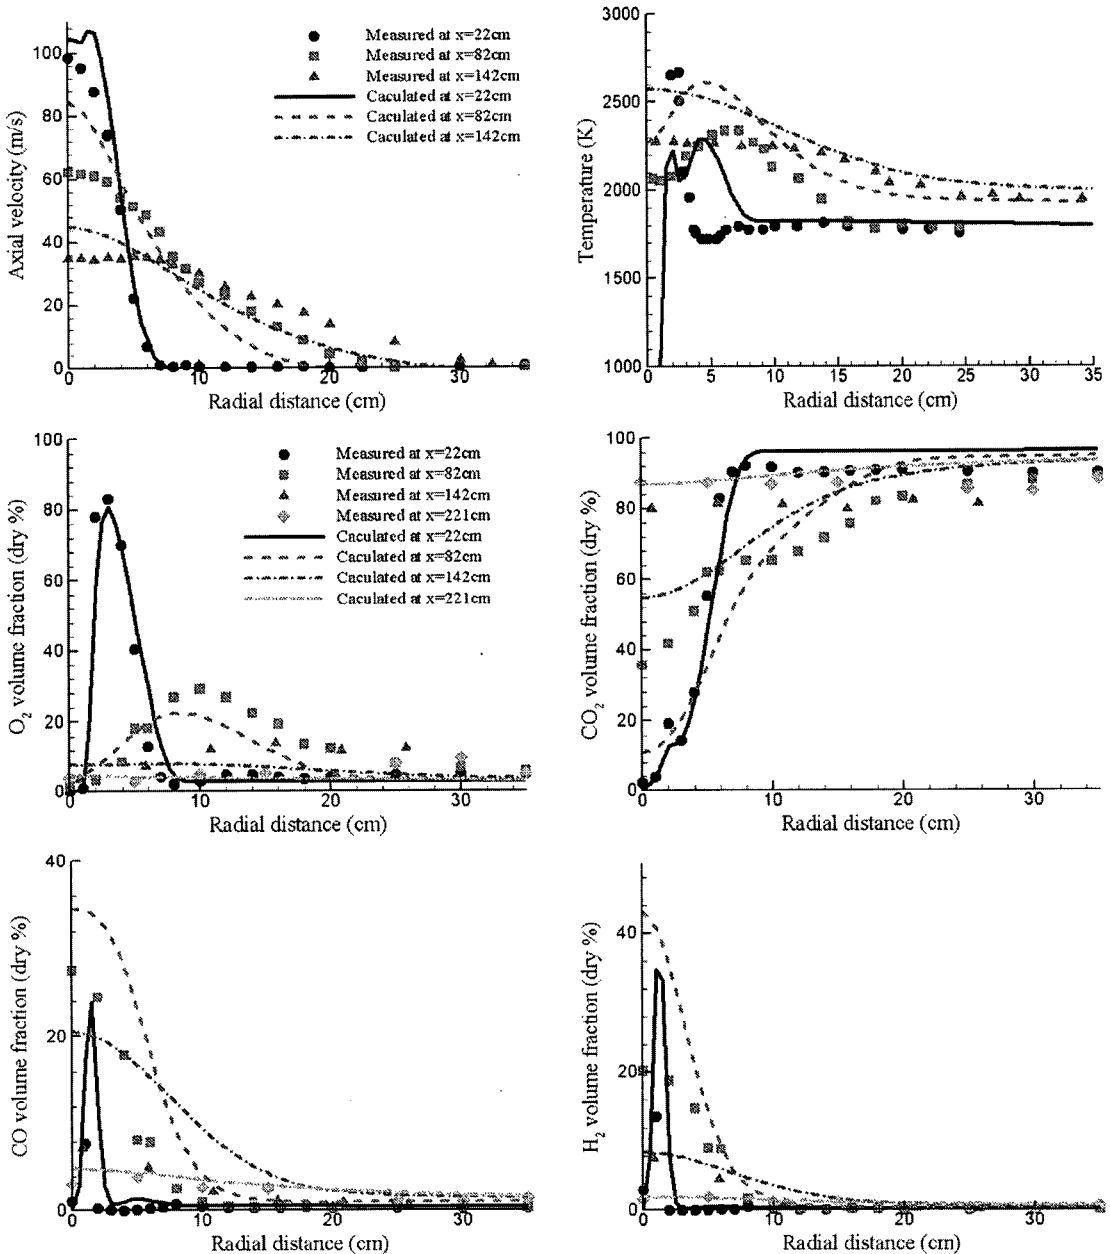 Axial velocity (m/s)
100
80
60
40
20
0
0 10 20 30
Radial distance (cm)
Measured at x=22cm
Measured at x=82cm
Measured at x=142cm
Caculated at x=22cm
Caculated at x=82cm
Caculated at x=142cm
Temperature (K)
3000
2500
2000
1500
1000
0 5 10 15 20 25 30 35
Radial distance (cm)
O2 volume fraction (dry %)
100
80
60
40
20
0
0 10 20 30
Radial distance (cm)
Measured at x=22cm
Measured at x=82cm
Measured at x=142cm
Measured at x=221cm
Caculated at x=22cm
Caculated at x=82cm
Caculated at x=142cm
Caculated at x=221cm
CO2 volume fraction (dry %)
100
80
60
40
20
0
0 10 20 30
Radial distance (cm)
CO volume fraction (dry %)
40
20
0
0 10 20 30
Radial distance (cm)
H2 volume fraction (dry %)
40
20
0
0 10 20 30
Radial distance (cm)